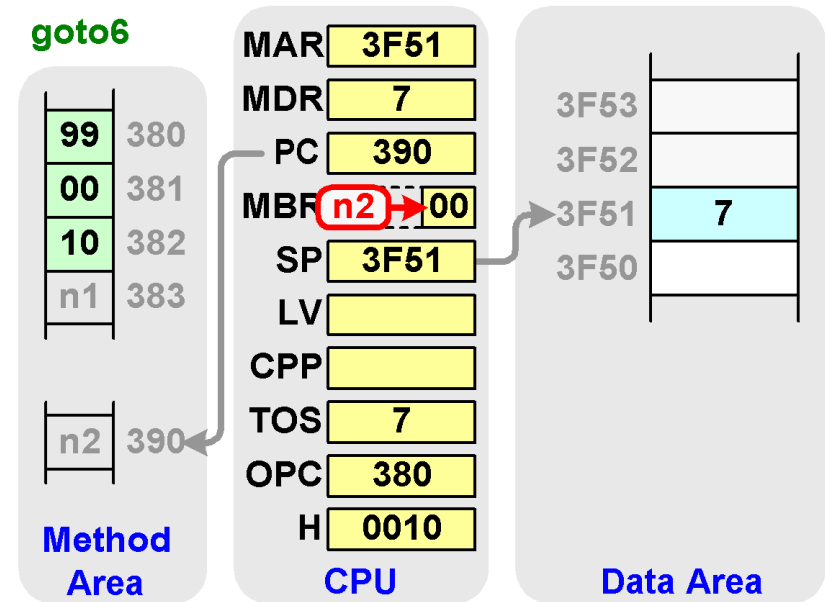 goto6
99 380
00 381
10 382
n1 383
n2 390
Method
Area
MAR 3F51
MDR 7
PC 390
MBR n2 00
SP 3F51
LV
CPP
TOS 7
OPC 380
H 0010
CPU
3F53
3F52
3F51 7
3F50
Data Area